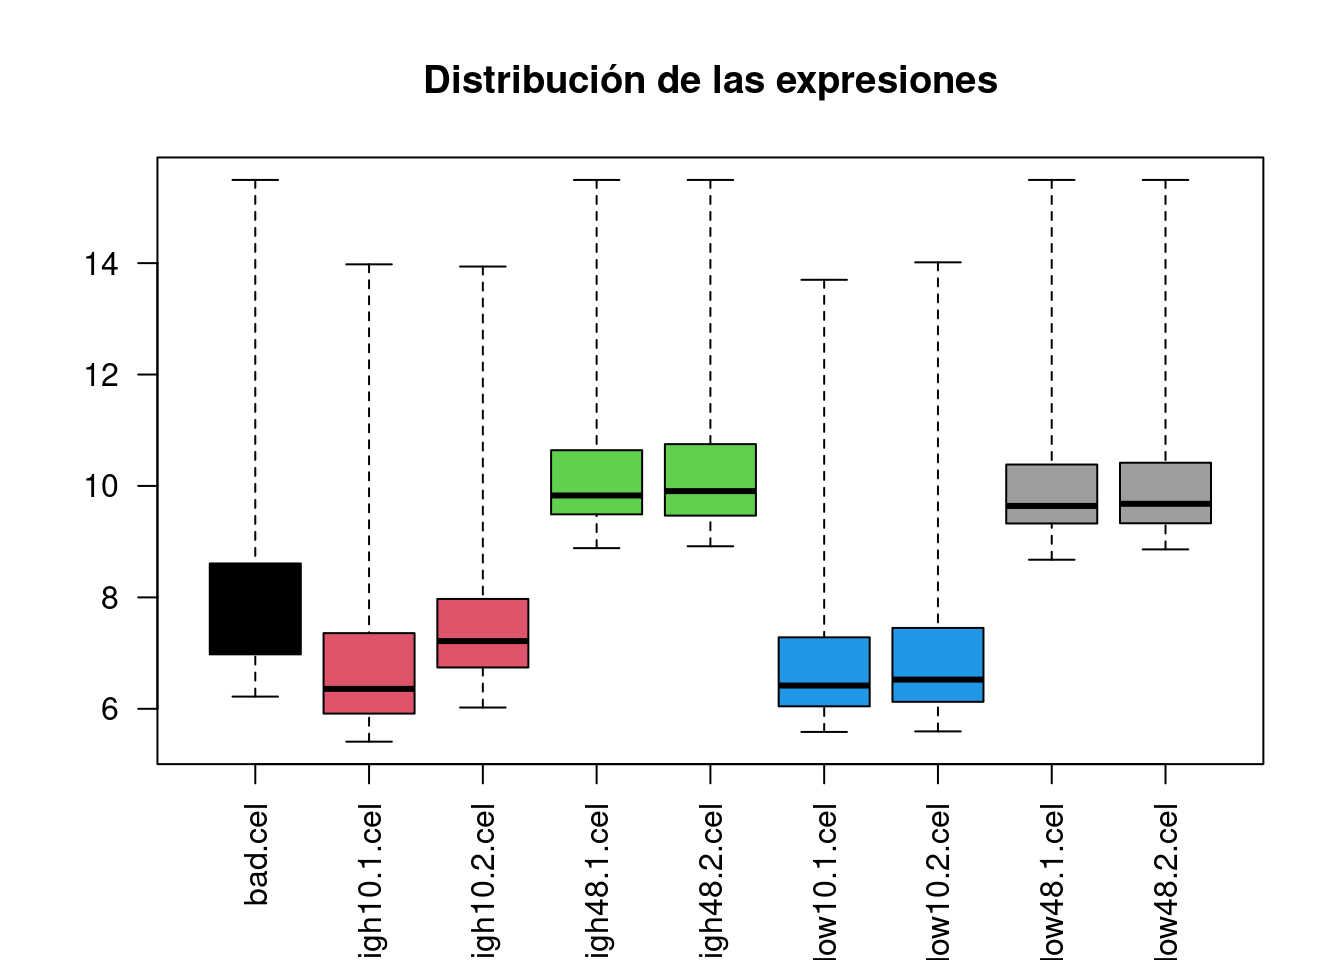 Distribución de las expresiones
14
12
10
8
6
bad.cel
igh10.1.cel
igh10.2.cel
igh48.1.cel
igh48.2.cel
low10.1.cel
low10.2.cel
low48.1.cel
low48.2.cel